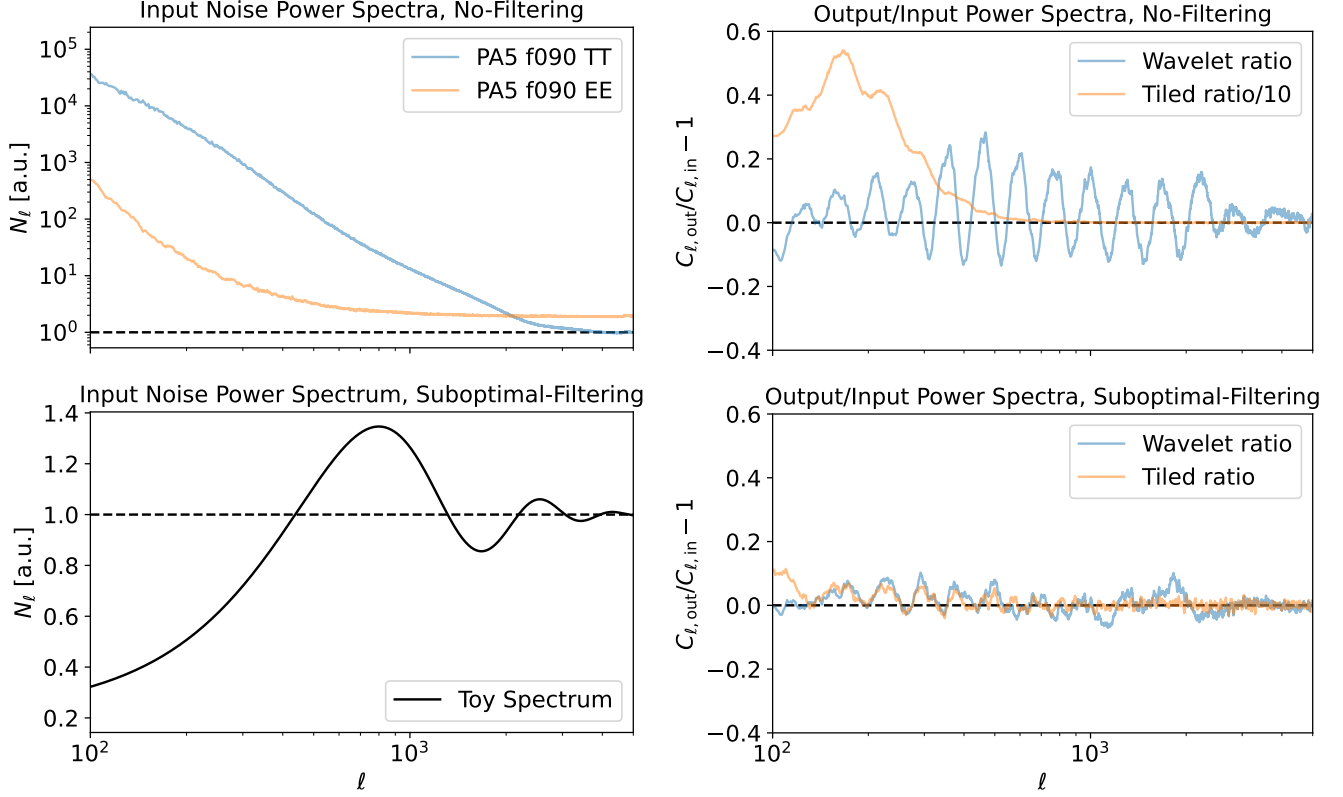 Input Noise Power Spectra, No-Filtering
10^5
10^4
10^3
10^2
10^1
10^0
N_ℓ [a.u.]
PA5 f090 TT
PA5 f090 EE
Output/Input Power Spectra, No-Filtering
0.6
0.4
0.2
0.0
−0.2
−0.4
C_{ℓ, out}/C_{ℓ, in} − 1
Wavelet ratio
Tiled ratio/10
Input Noise Power Spectrum, Suboptimal-Filtering
1.4
1.2
1.0
0.8
0.6
0.4
0.2
N_ℓ [a.u.]
Toy Spectrum
10^2
10^3
ℓ
Output/Input Power Spectra, Suboptimal-Filtering
0.6
0.4
0.2
0.0
−0.2
−0.4
C_{ℓ, out}/C_{ℓ, in} − 1
Wavelet ratio
Tiled ratio
10^2
10^3
ℓ